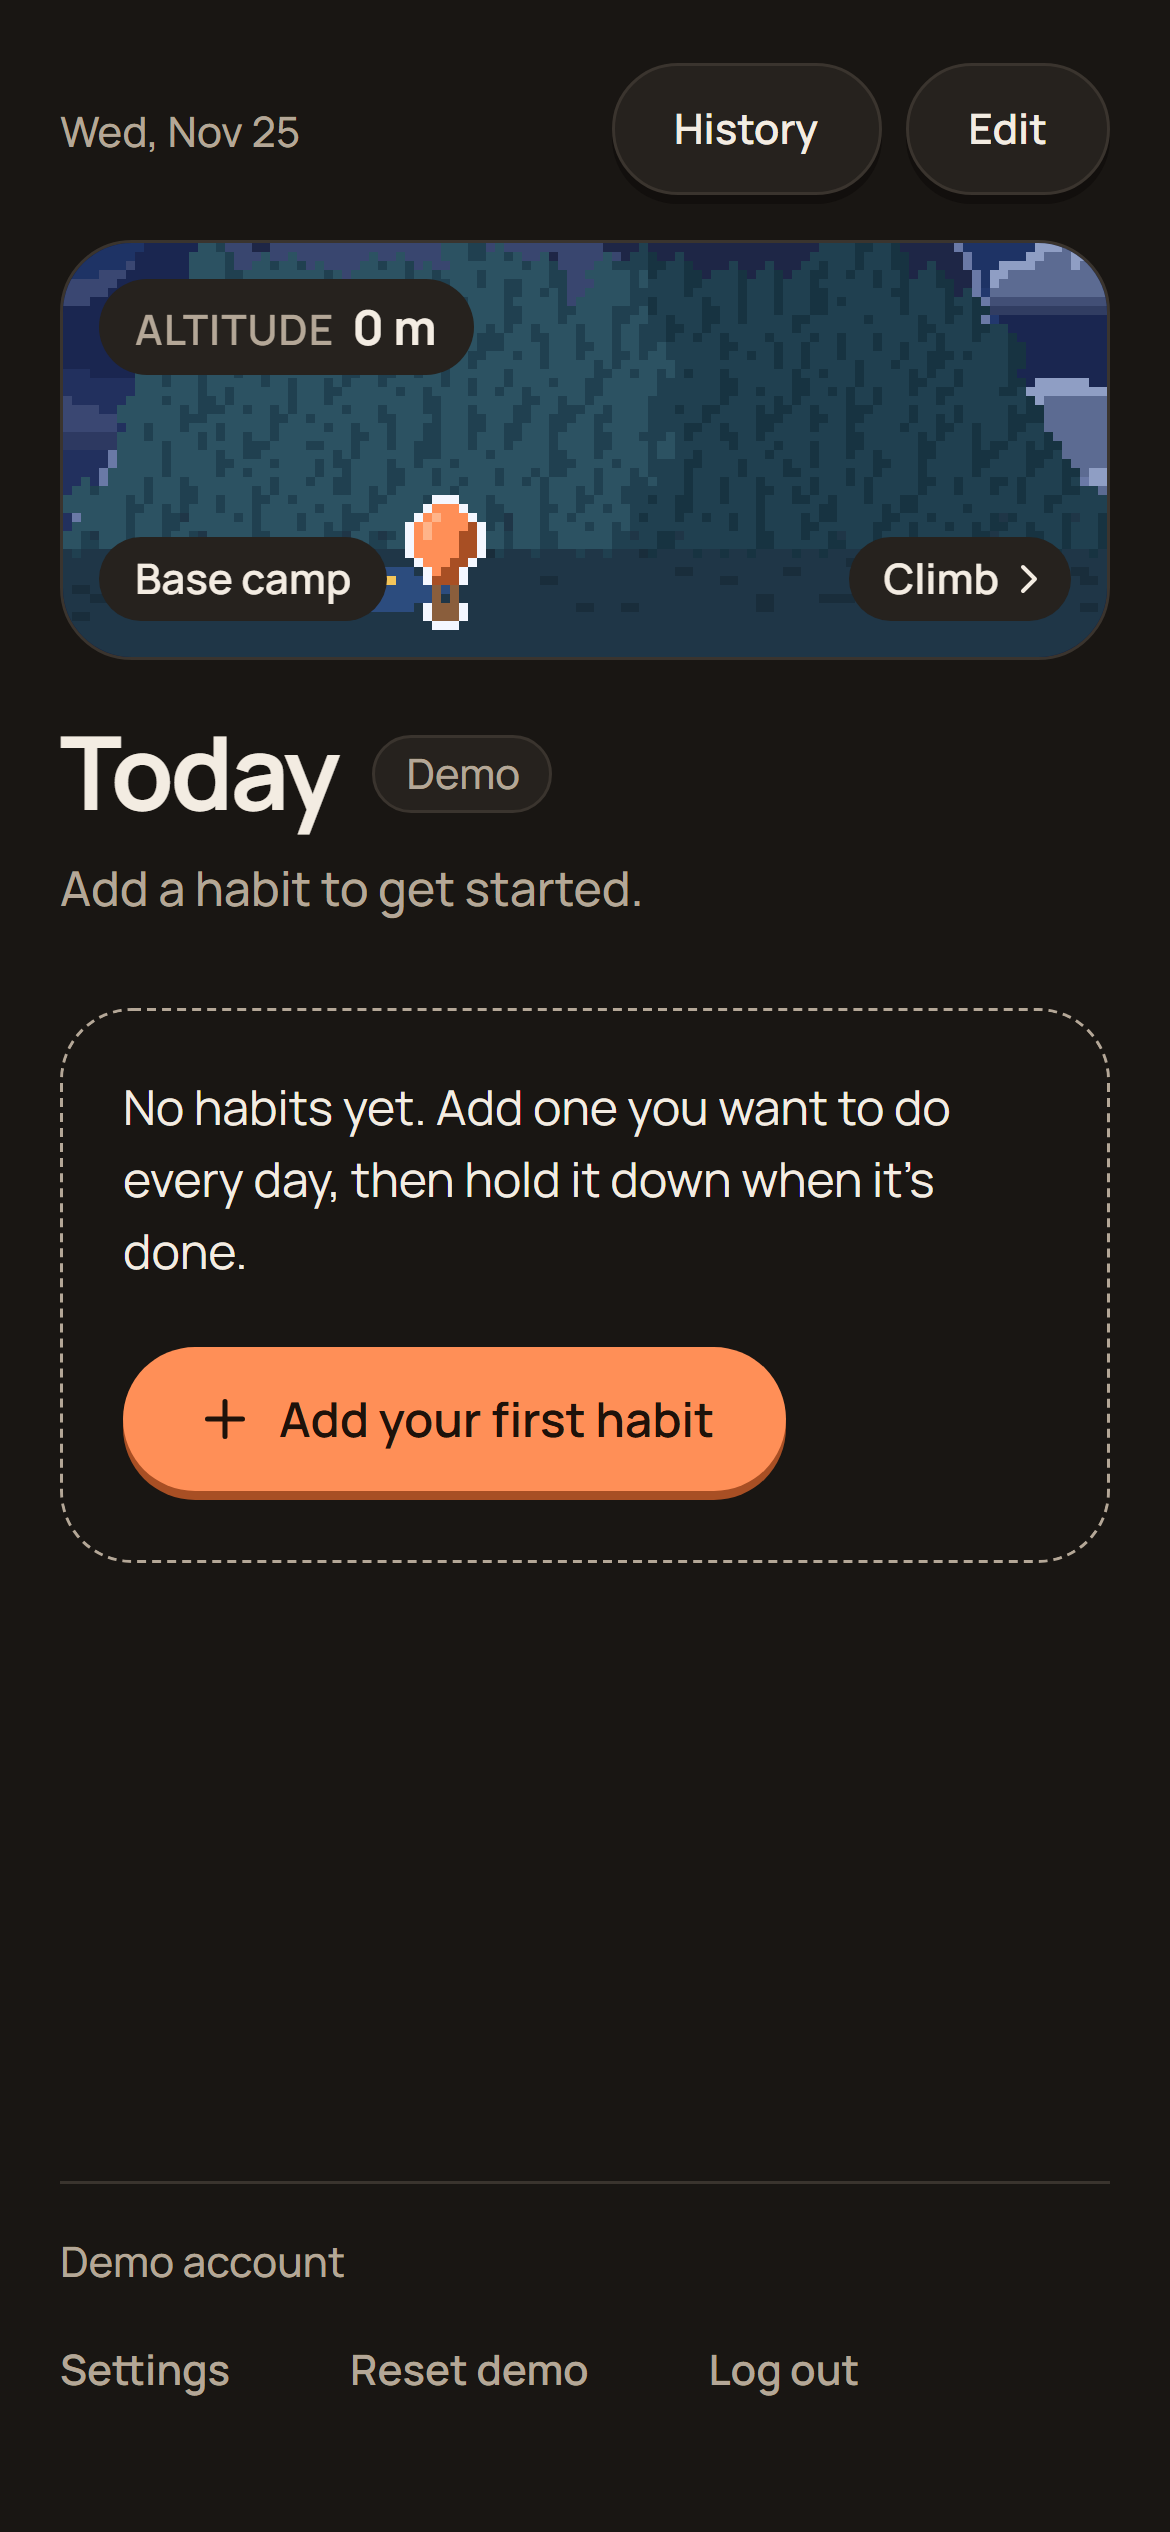 Wed, Nov 25
History
Edit
ALTITUDE 0 m
Base camp
Climb
Today
Demo
Add a habit to get started.
No habits yet. Add one you want to do
every day, then hold it down when it’s
done.
Add your first habit
Demo account
Settings
Reset demo
Log out